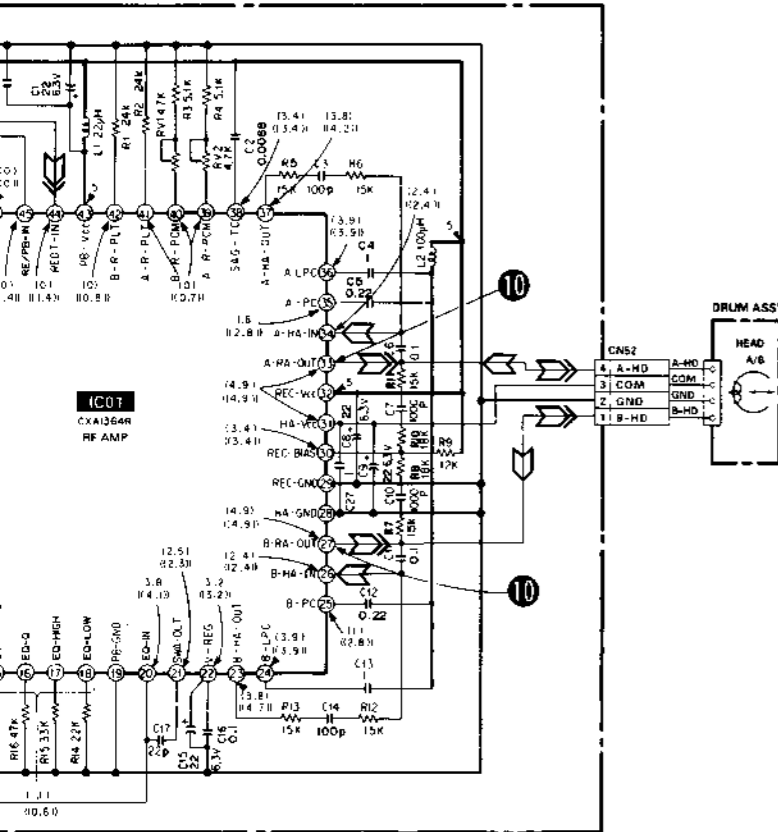 C1
22
6.3V
L1 22µH
R1 24K
R2 24K
RV1 4.7K
R3 5.1K
R4 5.1K
RV2
4.7K
C2
0.0068
(3.4)
((3.4))
(3.8)
((4.2))
R5
15K
C3
100p
R6
15K
(2.4)
((2.4))
45
44
43
42
41
40
39
38
37
RE/PB-IN
REDT-IN
PB-Vcc
B-R-PLT
A-R-PLT
B-R-PCM
A-R-PCM
SAG-TC
A-HA-OUT
(0)
((1.4))
(0)
((0.8))
(0)
((0.7))
(3.9)
((3.9))
C4
1
L2 100µH
5
A-LPC 36
C5
0.22
A-PC 35
1.6
((2.8))
A-HA-IN 34
10
0.1
A-RA-OUT 33
15K
(4.9)
((4.9))
REC-Vcc 32
5
HA-Vcc 31
22
6.3V
C8
C7
(3.4)
((3.4))
REC-BIAS 30
R10
18K
R9
12K
REC-GND 29
C9
22 6.3V
R8
18K
C27
C10
HA-GND 28
R7
15K
(4.9)
((4.9))
B-RA-OUT 27
0.1
(2.4)
((2.4))
B-HA-IN 26
10
B-PC 25
C12
0.22
((2.8))
IC01
CXA1364R
RF AMP
DRUM ASS'
HEAD
A/B
CN52
4 A-HD
3 COM
2 GND
1 B-HD
A-HD
COM
GND
B-HD
3.8
((4.1))
(2.5)
((2.3))
3.2
((3.2))
(3.9)
((3.9))
EQ-Q
EQ-HIGH
EQ-LOW
PB-GND
EQ-IN
SWA-OUT
V-REG
B-HA-OUT
B-LPC
16
17
18
19
20
21
22
23
24
C13
1
R16 47K
R15 33K
R14 22K
C17
22p
C15
22
6.3V
C16
0.1
(3.8)
R13
15K
C14
100p
R12
15K
((0.6))